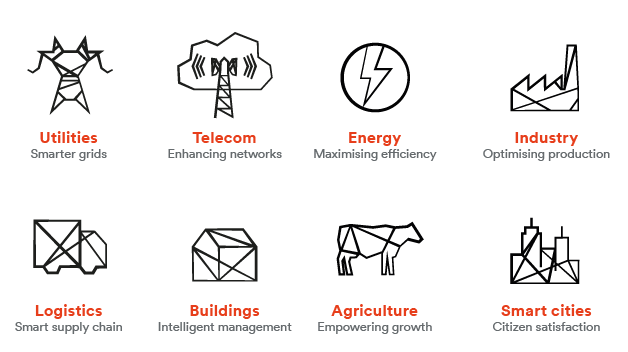 Utilities
Smarter grids
Telecom
Enhancing networks
Energy
Maximising efficiency
Industry
Optimising production
Logistics
Smart supply chain
Buildings
Intelligent management
Agriculture
Empowering growth
Smart cities
Citizen satisfaction